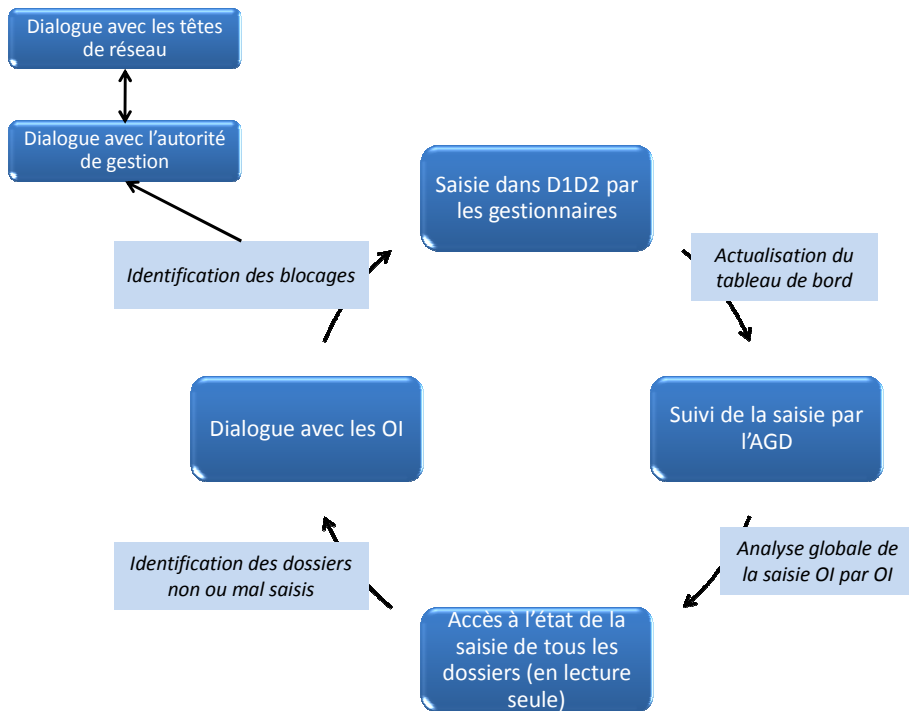 Dialogue avec les têtes
de réseau
Dialogue avec l'autorité
de gestion
Saisie dans D1D2 par
les gestionnaires
Identification des blocages
Actualisation du
tableau de bord
Dialogue avec les OI
Suivi de la saisie par
l'AGD
Identification des dossiers
non ou mal saisis
Analyse globale de
la saisie OI par OI
Accès à l'état de la
saisie de tous les
dossiers (en lecture
seule)